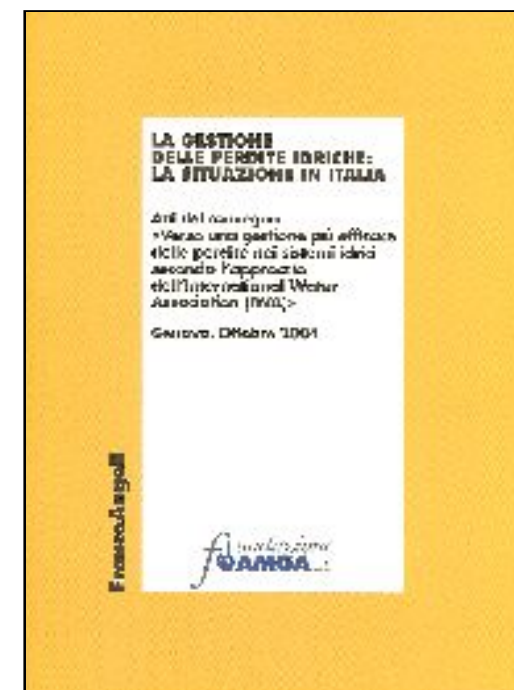 LA GESTIONE
DELLE PERDITE IDRICHE:
LA SITUAZIONE IN ITALIA
Atti del convegno
«Verso una gestione più efficace
delle perdite nei sistemi idrici
secondo l'approccio
dell'International Water
Association (IWA)»
Genova, Ottobre 2004
FrancoAngeli
fondazione
AMGA